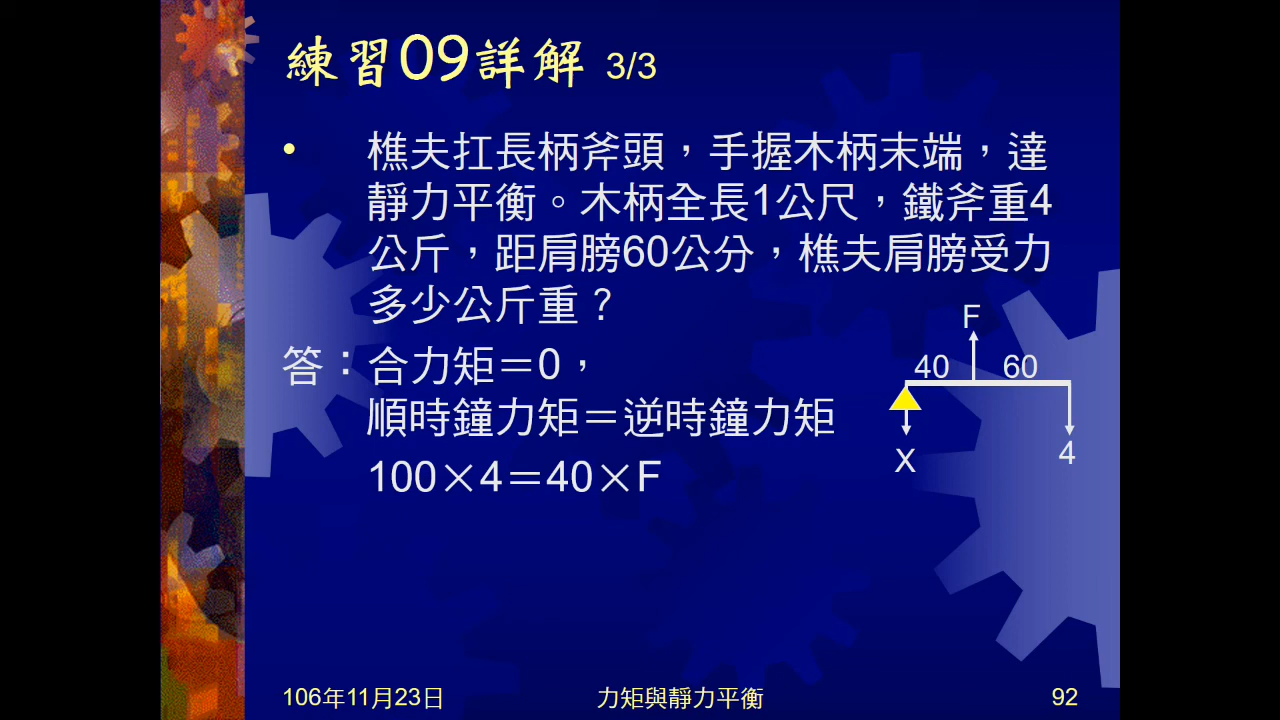 練習09詳解 3/3
• 樵夫扛長柄斧頭，手握木柄末端，達
靜力平衡。木柄全長1公尺，鐵斧重4
公斤，距肩膀60公分，樵夫肩膀受力
多少公斤重？
答：合力矩＝0，
順時鐘力矩＝逆時鐘力矩
100×4＝40×F
F
40 60
X
4
106年11月23日 力矩與靜力平衡 92